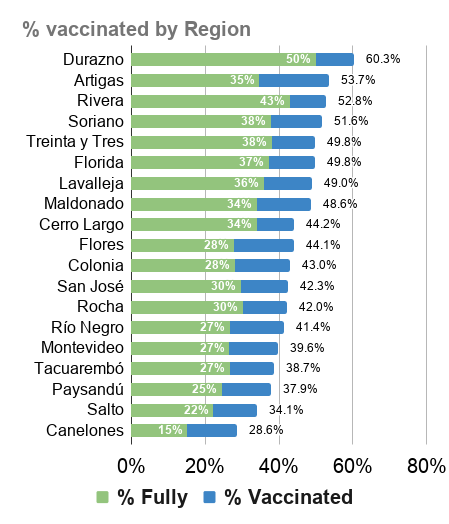 % vaccinated by Region
Durazno 50% 60.3%
Artigas 35% 53.7%
Rivera 43% 52.8%
Soriano 38% 51.6%
Treinta y Tres 38% 49.8%
Florida 37% 49.8%
Lavalleja 36% 49.0%
Maldonado 34% 48.6%
Cerro Largo 34% 44.2%
Flores 28% 44.1%
Colonia 28% 43.0%
San José 30% 42.3%
Rocha 30% 42.0%
Río Negro 27% 41.4%
Montevideo 27% 39.6%
Tacuarembó 27% 38.7%
Paysandú 25% 37.9%
Salto 22% 34.1%
Canelones 15% 28.6%
0% 20% 40% 60% 80%
% Fully % Vaccinated